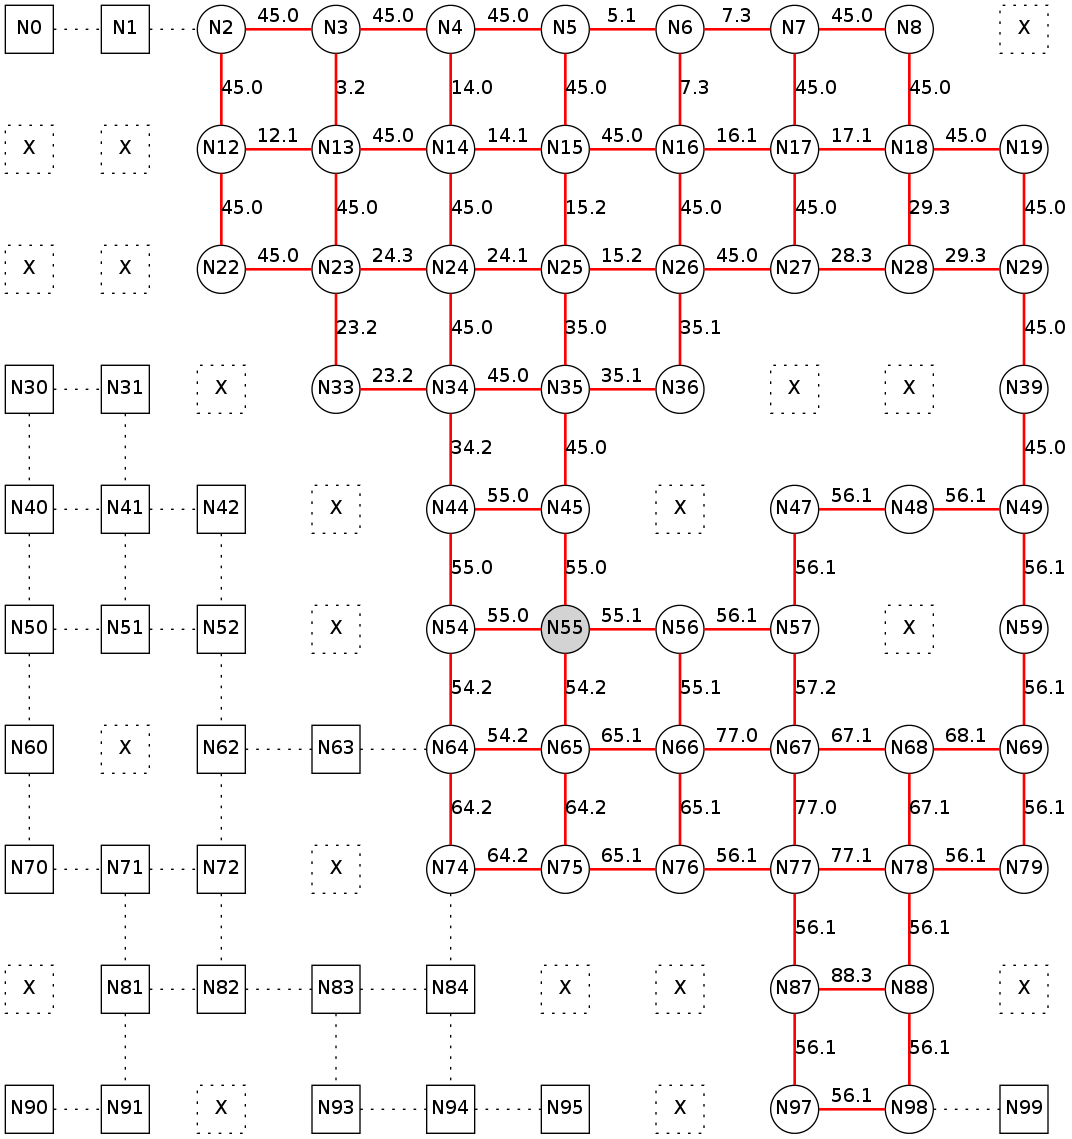 45.0 45.0 45.0 5.1 7.3 45.0
N0 N1 N2 N3 N4 N5 N6 N7 N8 X
45.0 3.2 14.0 45.0 7.3 45.0 45.0
12.1 45.0 14.1 45.0 16.1 17.1 45.0
X X N12 N13 N14 N15 N16 N17 N18 N19
45.0 45.0 45.0 15.2 45.0 45.0 29.3 45.0
45.0 24.3 24.1 15.2 45.0 28.3 29.3
X X N22 N23 N24 N25 N26 N27 N28 N29
23.2 45.0 35.0 35.1 45.0
23.2 45.0 35.1
N30 N31 X N33 N34 N35 N36 X X N39
34.2 45.0 45.0
55.0 56.1 56.1
N40 N41 N42 X N44 N45 X N47 N48 N49
55.0 55.0 56.1 56.1
55.0 55.1 56.1
N50 N51 N52 X N54 N55 N56 N57 X N59
54.2 54.2 55.1 57.2 56.1
54.2 65.1 77.0 67.1 68.1
N60 X N62 N63 N64 N65 N66 N67 N68 N69
64.2 64.2 65.1 77.0 67.1 56.1
64.2 65.1 56.1 77.1 56.1
N70 N71 N72 X N74 N75 N76 N77 N78 N79
56.1 56.1
88.3
X N81 N82 N83 N84 X X N87 N88 X
56.1 56.1
56.1
N90 N91 X N93 N94 N95 X N97 N98 N99